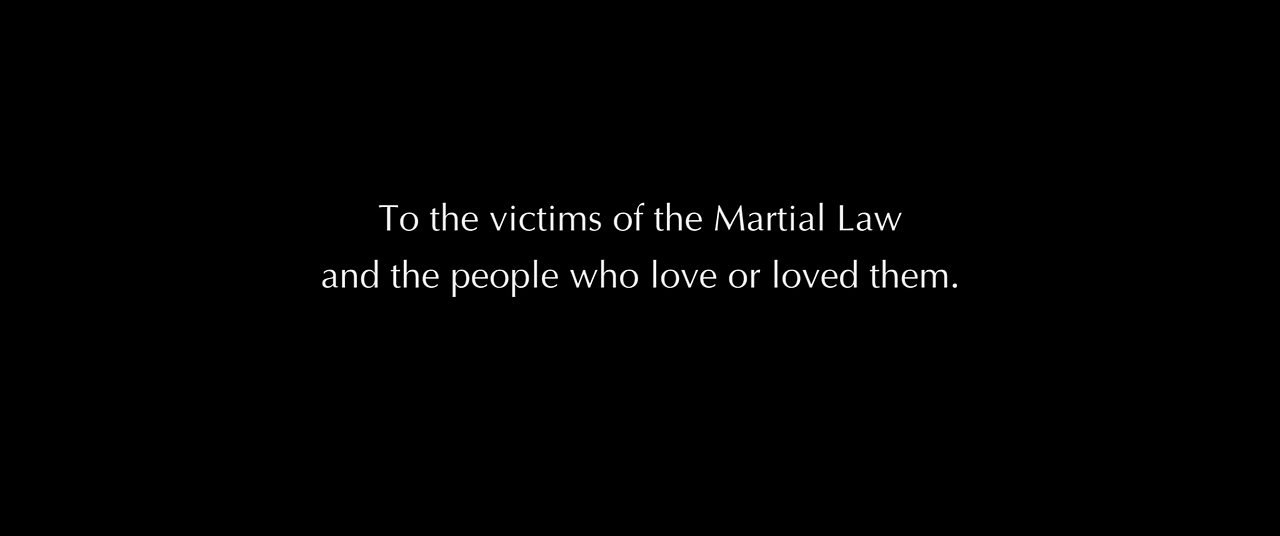 To the victims of the Martial Law
and the people who love or loved them.